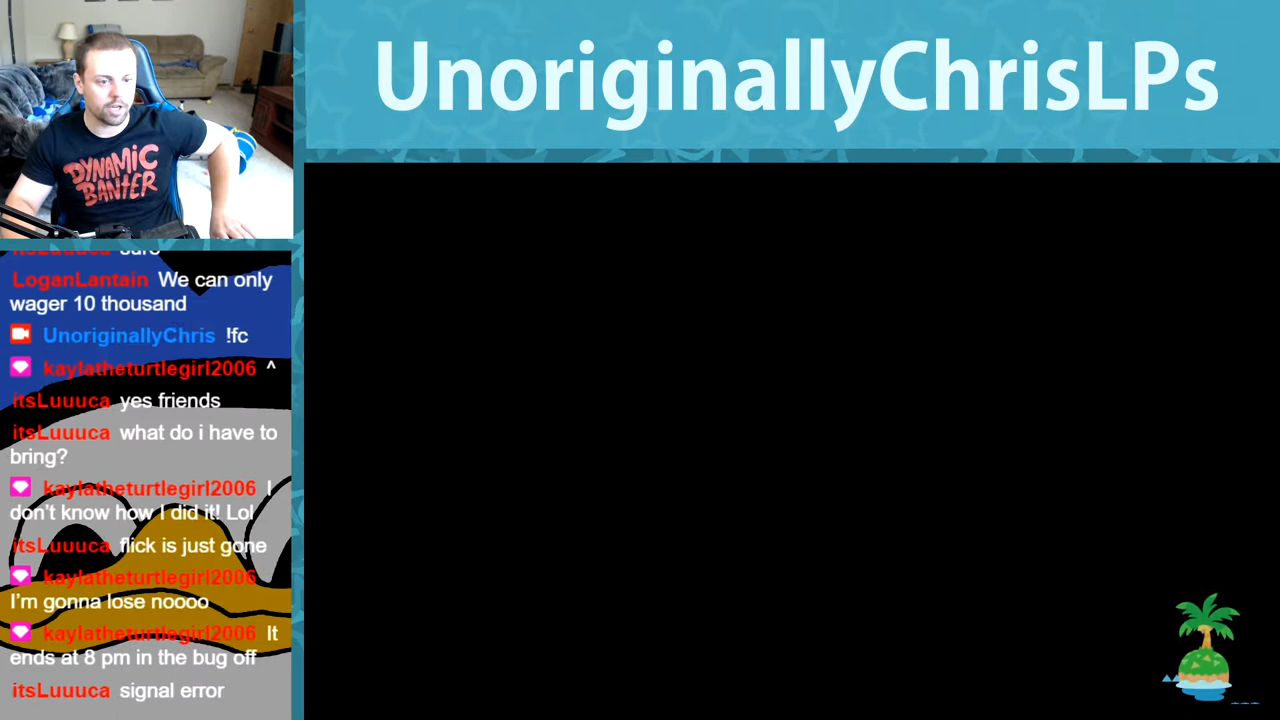 UnoriginallyChrisLPs
DYNAMIC
BANTER
itsLuuuca sure
LoganLantain We can only
wager 10 thousand
UnoriginallyChris !fc
kaylatheturtlegirl2006 ^
itsLuuuca yes friends
itsLuuuca what do i have to
bring?
kaylatheturtlegirl2006 I
don't know how I did it! Lol
itsLuuuca flick is just gone
kaylatheturtlegirl2006
I'm gonna lose noooo
kaylatheturtlegirl2006 It
ends at 8 pm in the bug off
itsLuuuca signal error